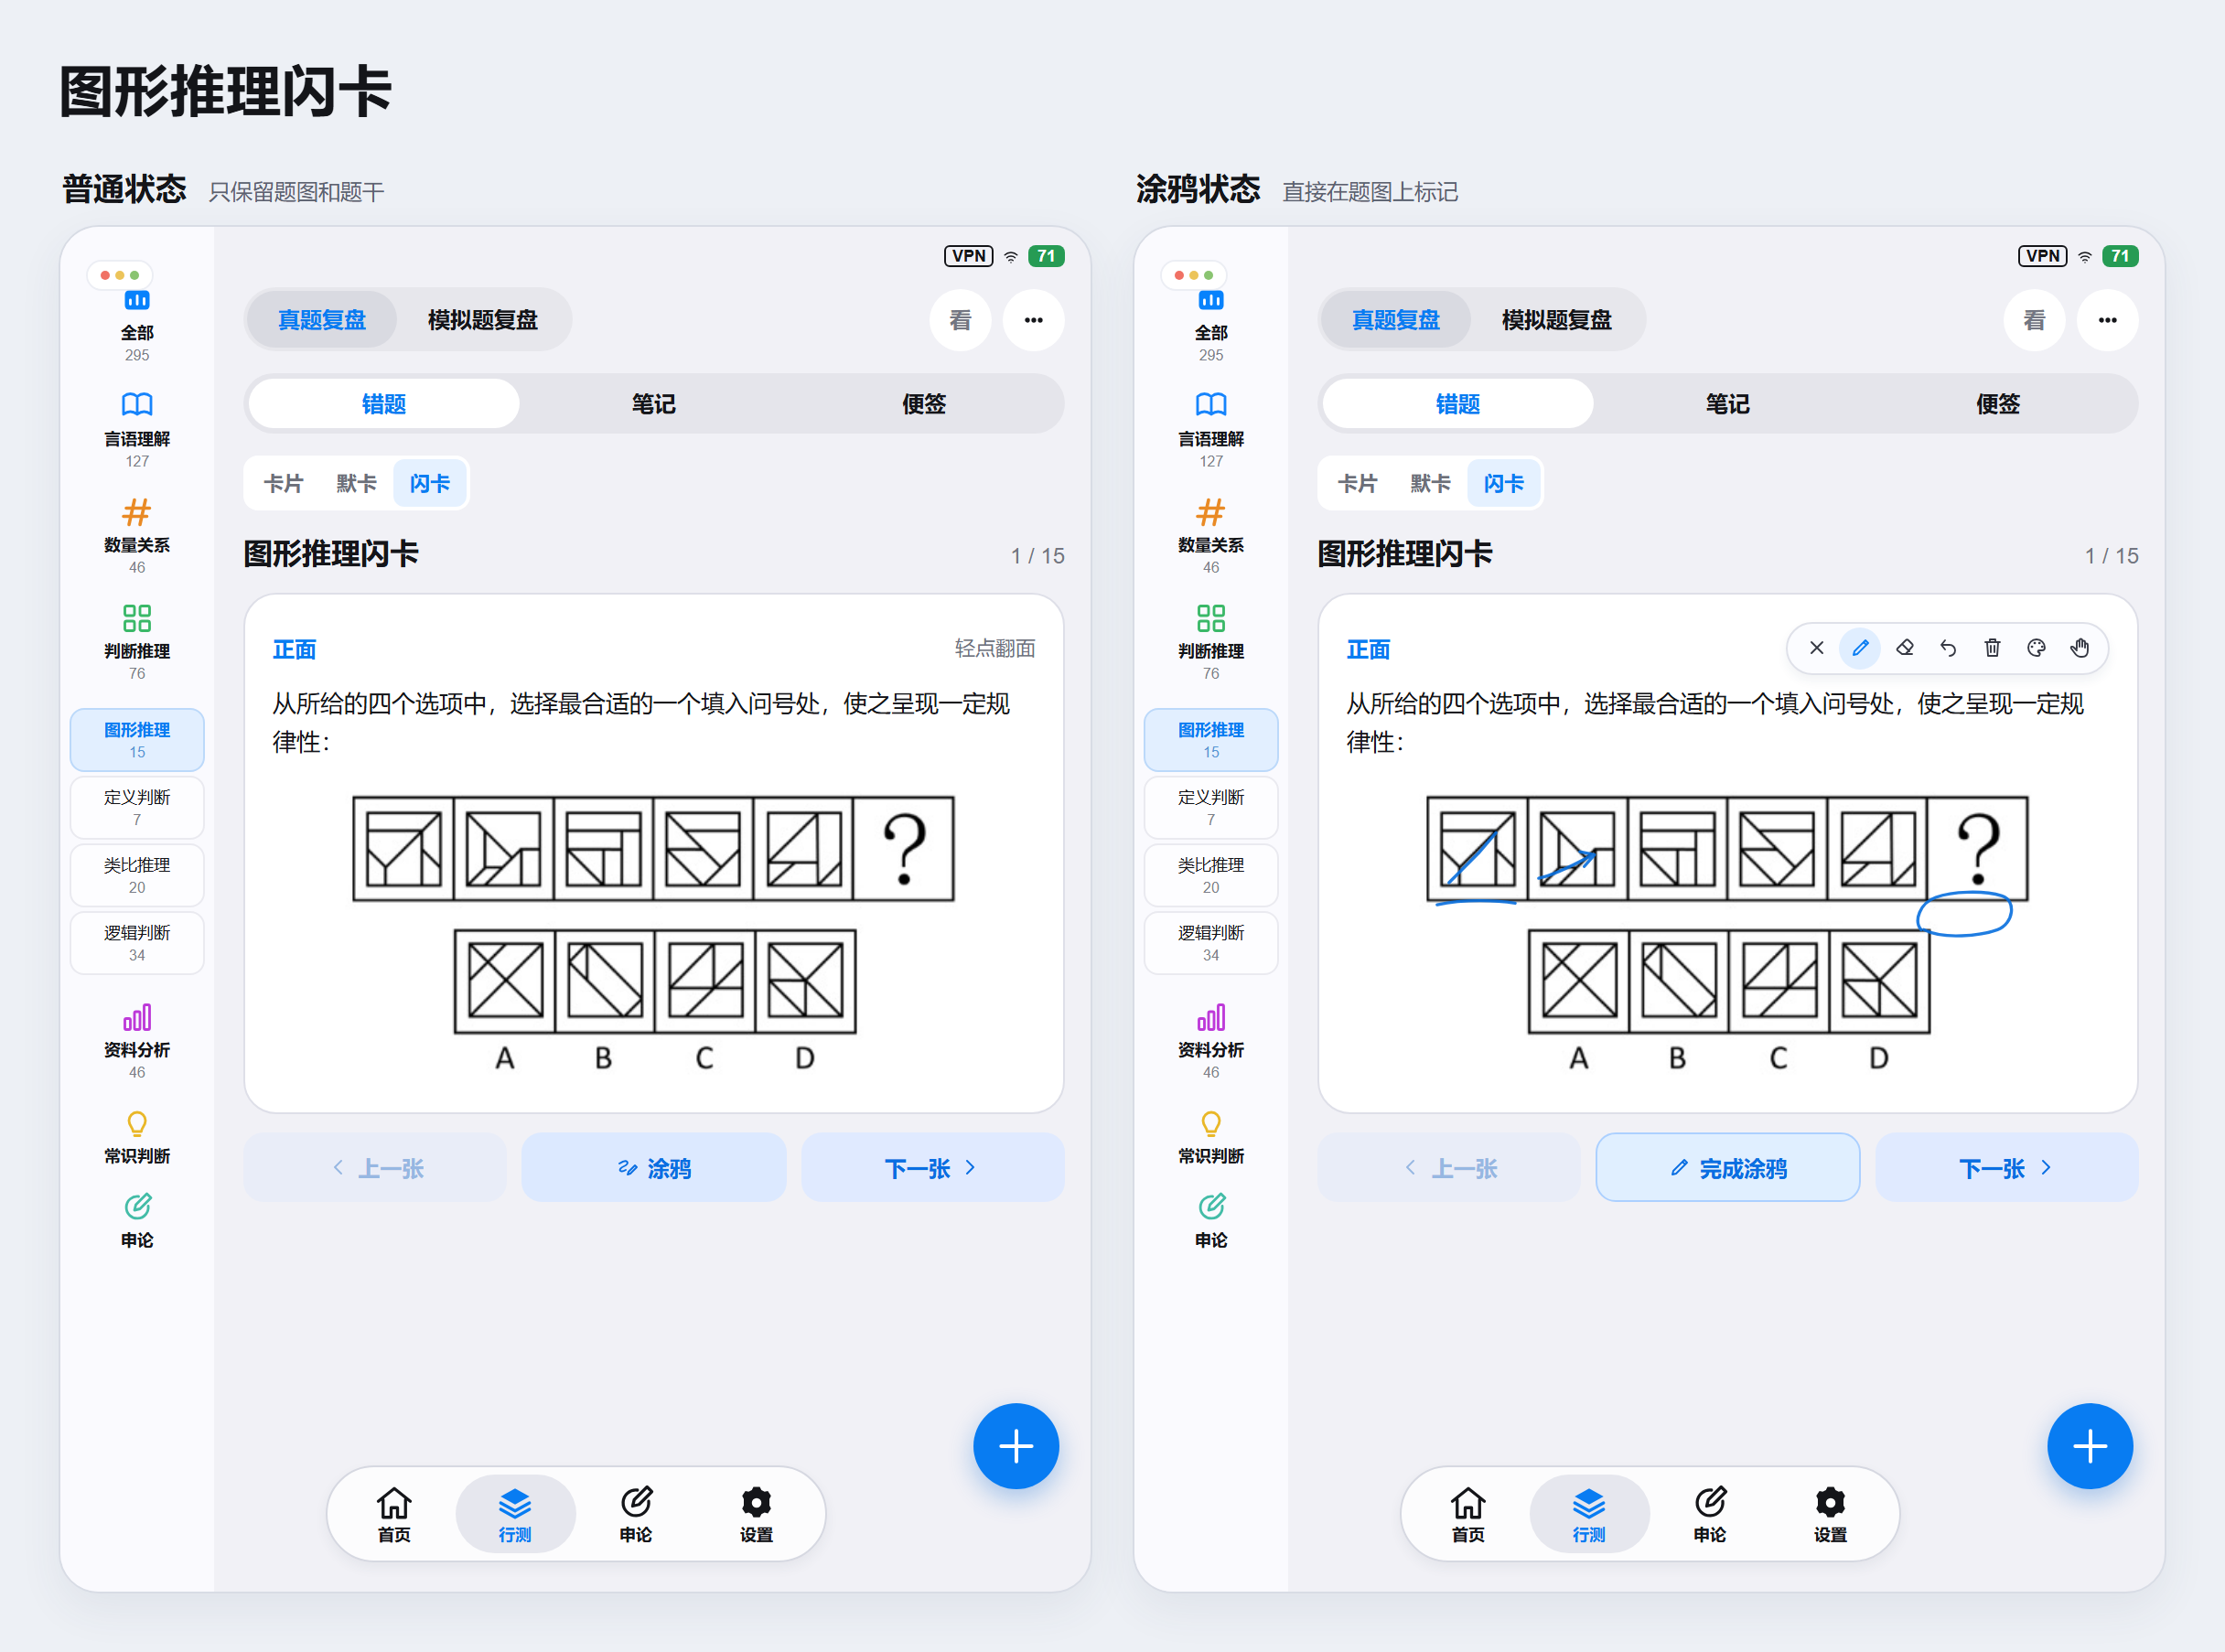 图形推理闪卡
普通状态 只保留题图和题干
VPN 71
全部
295
言语理解
127
数量关系
46
判断推理
76
图形推理
15
定义判断
7
类比推理
20
逻辑判断
34
资料分析
46
常识判断
申论
真题复盘 模拟题复盘 看
错题 笔记 便签
卡片 默卡 闪卡
图形推理闪卡 1 / 15
正面 轻点翻面
从所给的四个选项中，选择最合适的一个填入问号处，使之呈现一定规
律性：
?
A B C D
上一张 涂鸦 下一张
首页 行测 申论 设置
涂鸦状态 直接在题图上标记
VPN 71
全部
295
言语理解
127
数量关系
46
判断推理
76
图形推理
15
定义判断
7
类比推理
20
逻辑判断
34
资料分析
46
常识判断
申论
真题复盘 模拟题复盘 看
错题 笔记 便签
卡片 默卡 闪卡
图形推理闪卡 1 / 15
正面
从所给的四个选项中，选择最合适的一个填入问号处，使之呈现一定规
律性：
?
A B C D
上一张 完成涂鸦 下一张
首页 行测 申论 设置